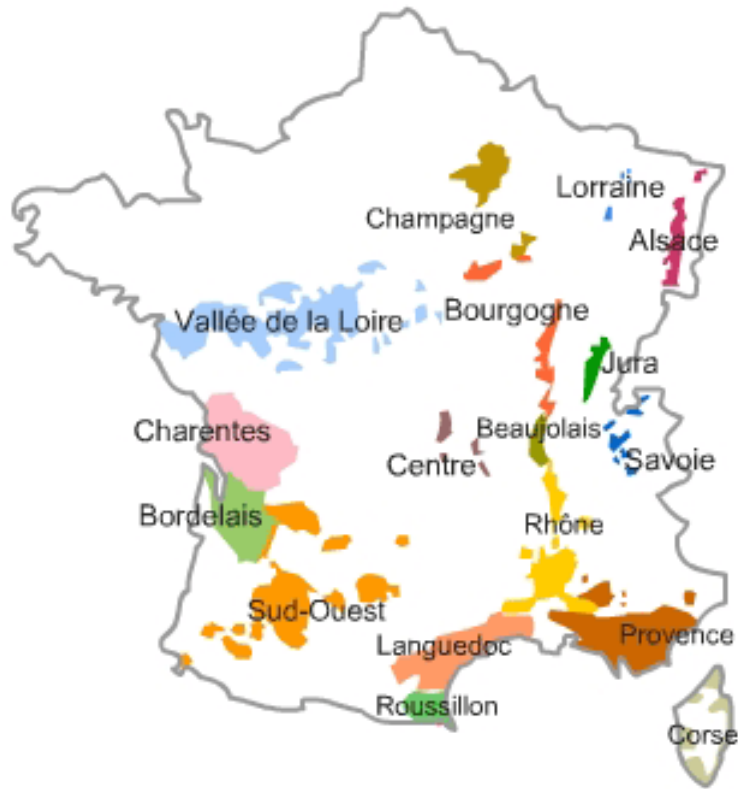 Lorraine
Champagne
Alsace
Bourgogne
Vallée de la Loire
Jura
Charentes
Beaujolais
Centre
Savoie
Bordelais
Rhône
Sud-Ouest
Provence
Languedoc
Roussillon
Corse